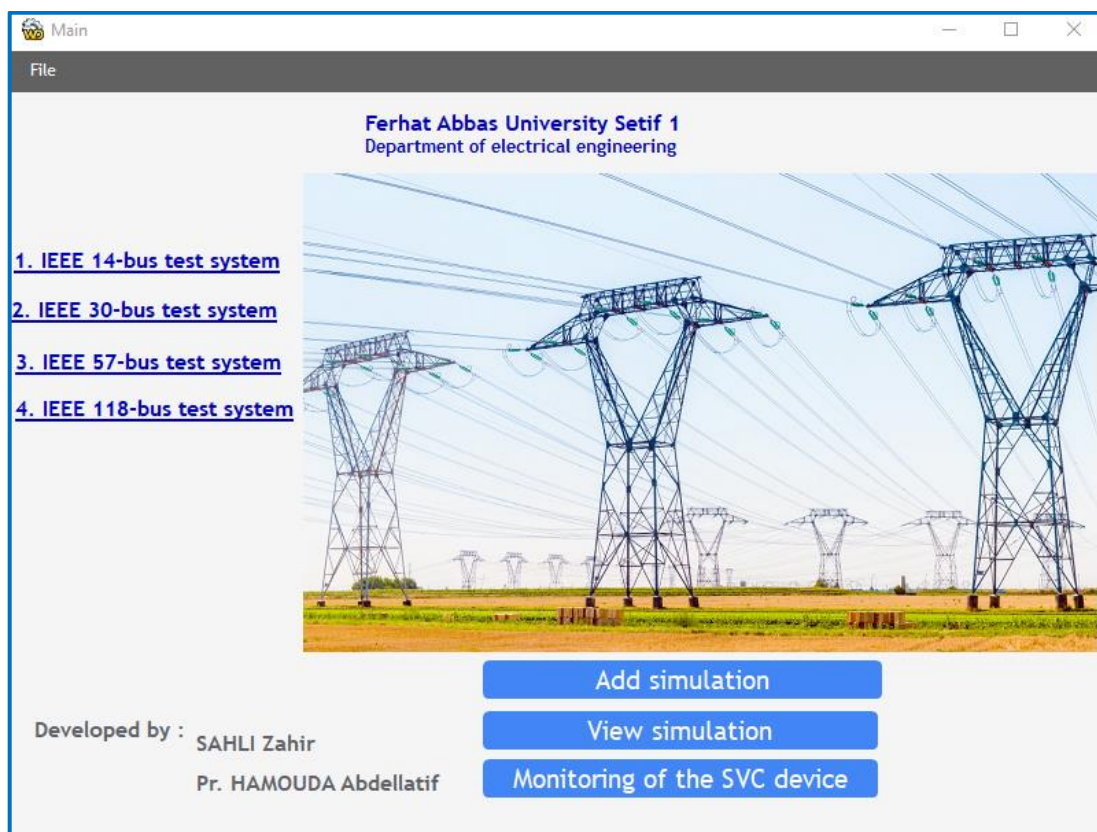 Main
File
Ferhat Abbas University Setif 1
Department of electrical engineering
1. IEEE 14-bus test system
2. IEEE 30-bus test system
3. IEEE 57-bus test system
4. IEEE 118-bus test system
Add simulation
View simulation
Monitoring of the SVC device
Developed by :
SAHLI Zahir
Pr. HAMOUDA Abdellatif